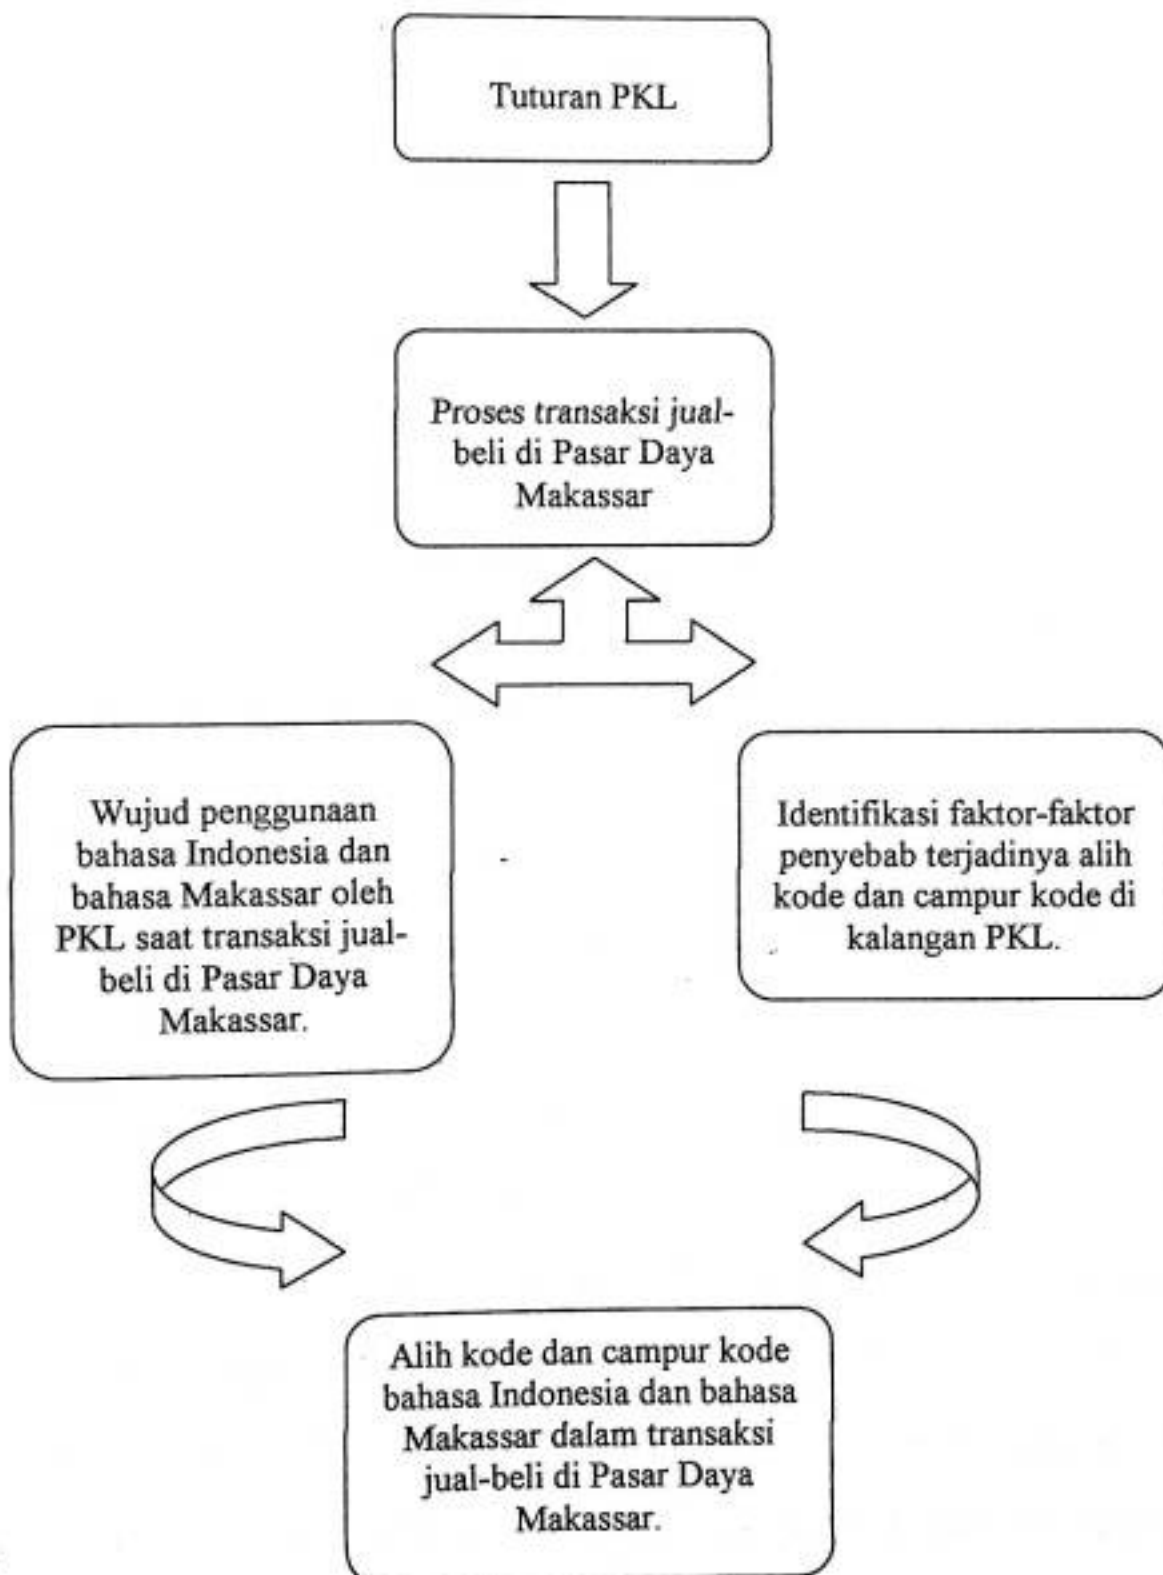 Tuturan PKL
Proses transaksi jual-
beli di Pasar Daya
Makassar
Wujud penggunaan
bahasa Indonesia dan
bahasa Makassar oleh
PKL saat transaksi jual-
beli di Pasar Daya
Makassar.
Identifikasi faktor-faktor
penyebab terjadinya alih
kode dan campur kode di
kalangan PKL.
Alih kode dan campur kode
bahasa Indonesia dan bahasa
Makassar dalam transaksi
jual-beli di Pasar Daya
Makassar.